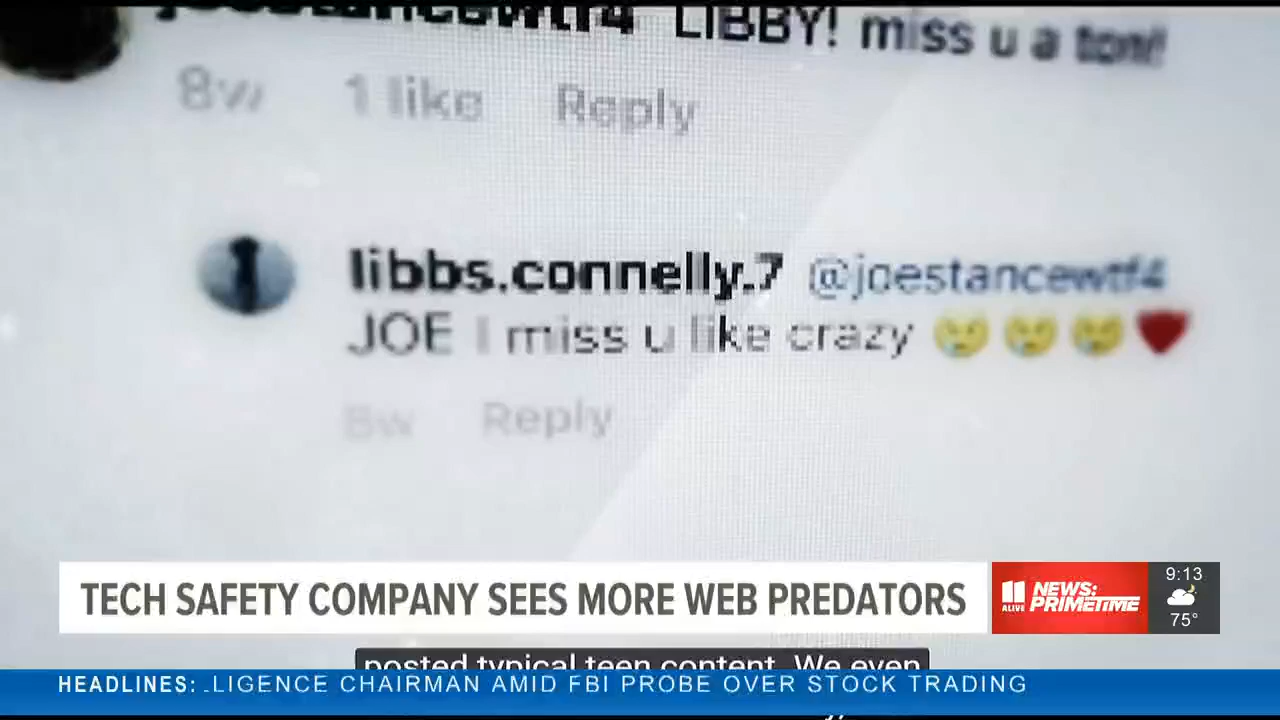 LIBBY! miss u a ton!
8w 1 like Reply
libbs.connelly.7 @joestancewtf4
JOE I miss u like crazy 😢😢😢❤️
8w Reply
TECH SAFETY COMPANY SEES MORE WEB PREDATORS
11 ALIVE NEWS: PRIMETIME
9:13
75°
posted typical teen content. We even
HEADLINES: LIGENCE CHAIRMAN AMID FBI PROBE OVER STOCK TRADING